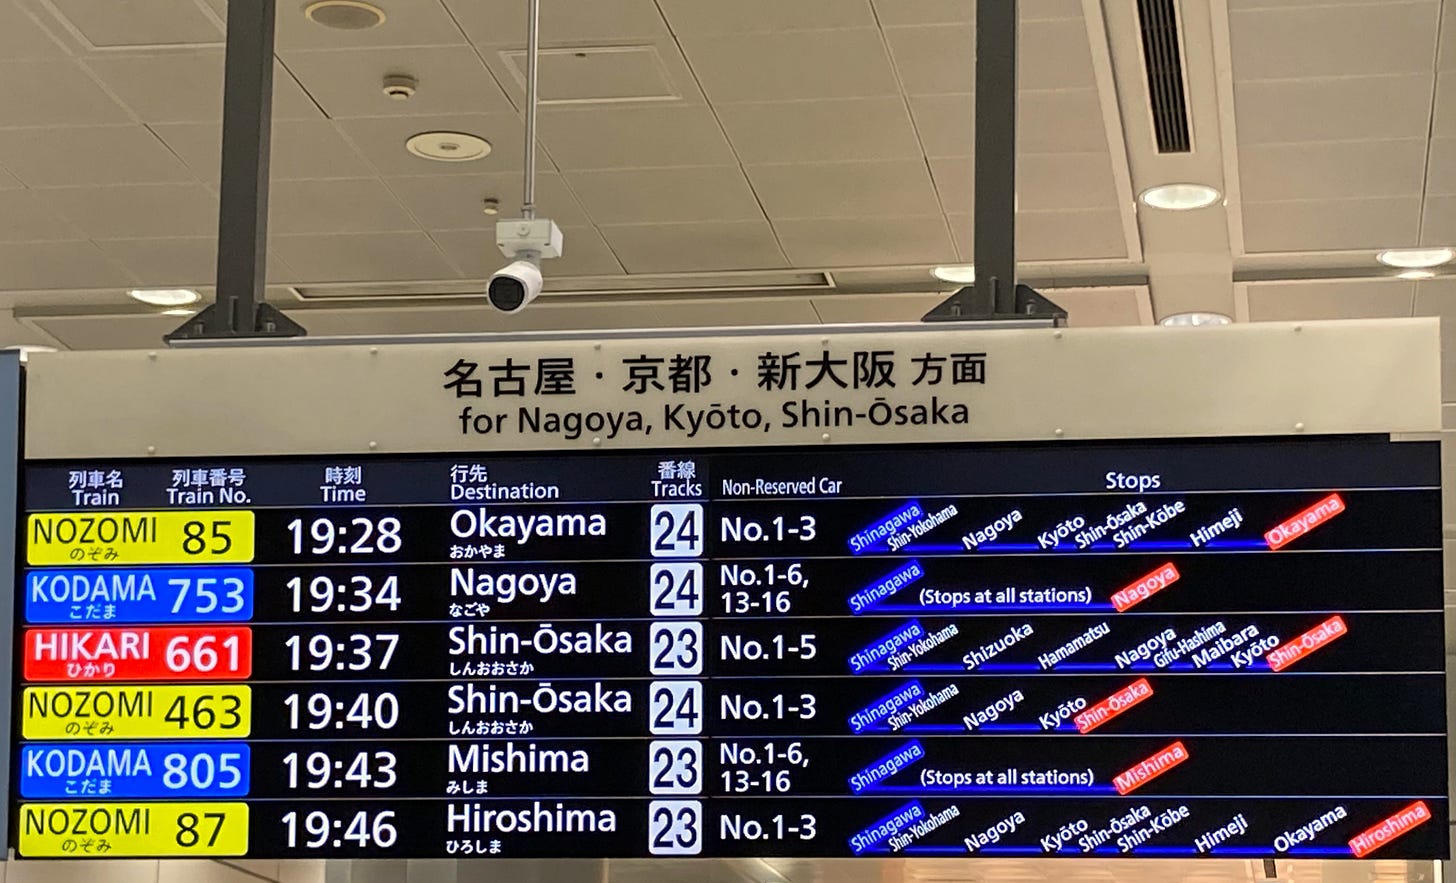 名古屋・京都・新大阪 方面
for Nagoya, Kyōto, Shin-Ōsaka
列車名 列車番号 時刻 行先 番線
Train Train No. Time Destination Tracks Non-Reserved Car Stops
NOZOMI 85 19:28 Okayama 24 No.1-3 Shinagawa Shin-Yokohama Nagoya Kyōto Shin-Ōsaka Shin-Kōbe Himeji Okayama
のぞみ おかやま
KODAMA 753 19:34 Nagoya 24 No.1-6, 13-16 Shinagawa (Stops at all stations) Nagoya
こだま なごや
HIKARI 661 19:37 Shin-Ōsaka 23 No.1-5 Shinagawa Shin-Yokohama Shizuoka Hamamatsu Nagoya Gifu-Hashima Maibara Kyōto Shin-Ōsaka
ひかり しんおおさか
NOZOMI 463 19:40 Shin-Ōsaka 24 No.1-3 Shinagawa Shin-Yokohama Nagoya Kyōto Shin-Ōsaka
のぞみ しんおおさか
KODAMA 805 19:43 Mishima 23 No.1-6, 13-16 Shinagawa (Stops at all stations) Mishima
こだま みしま
NOZOMI 87 19:46 Hiroshima 23 No.1-3 Shinagawa Shin-Yokohama Nagoya Kyōto Shin-Ōsaka Shin-Kōbe Himeji Okayama Hiroshima
のぞみ ひろしま